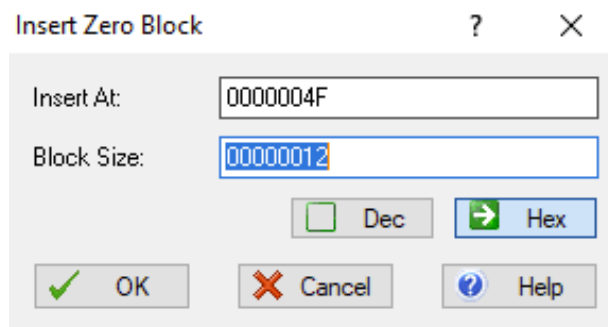 Insert Zero Block ?
Insert At: 0000004F
Block Size: 00000012
Dec Hex
OK Cancel Help